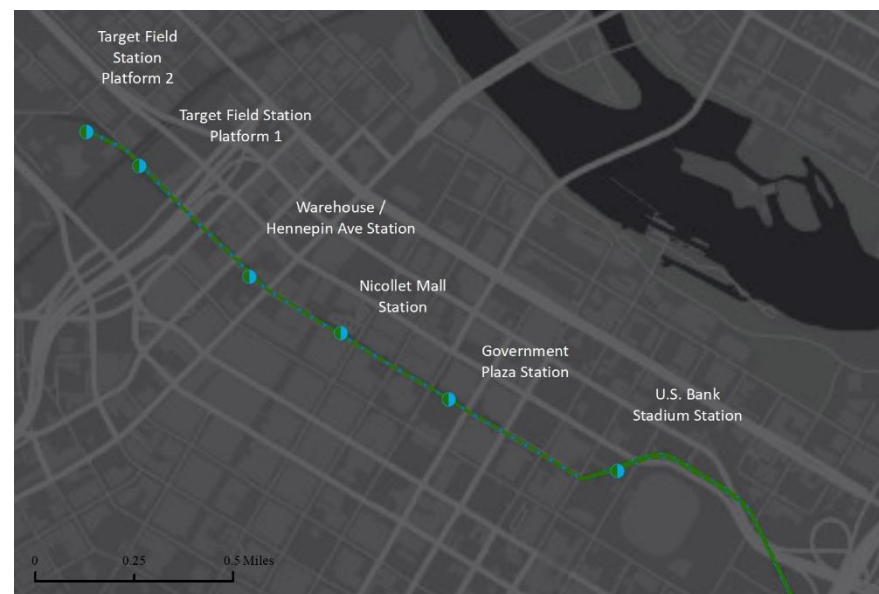 Target Field
Station
Platform 2
Target Field Station
Platform 1
Warehouse /
Hennepin Ave Station
Nicollet Mall
Station
Government
Plaza Station
U.S. Bank
Stadium Station
0 0.25 0.5 Miles